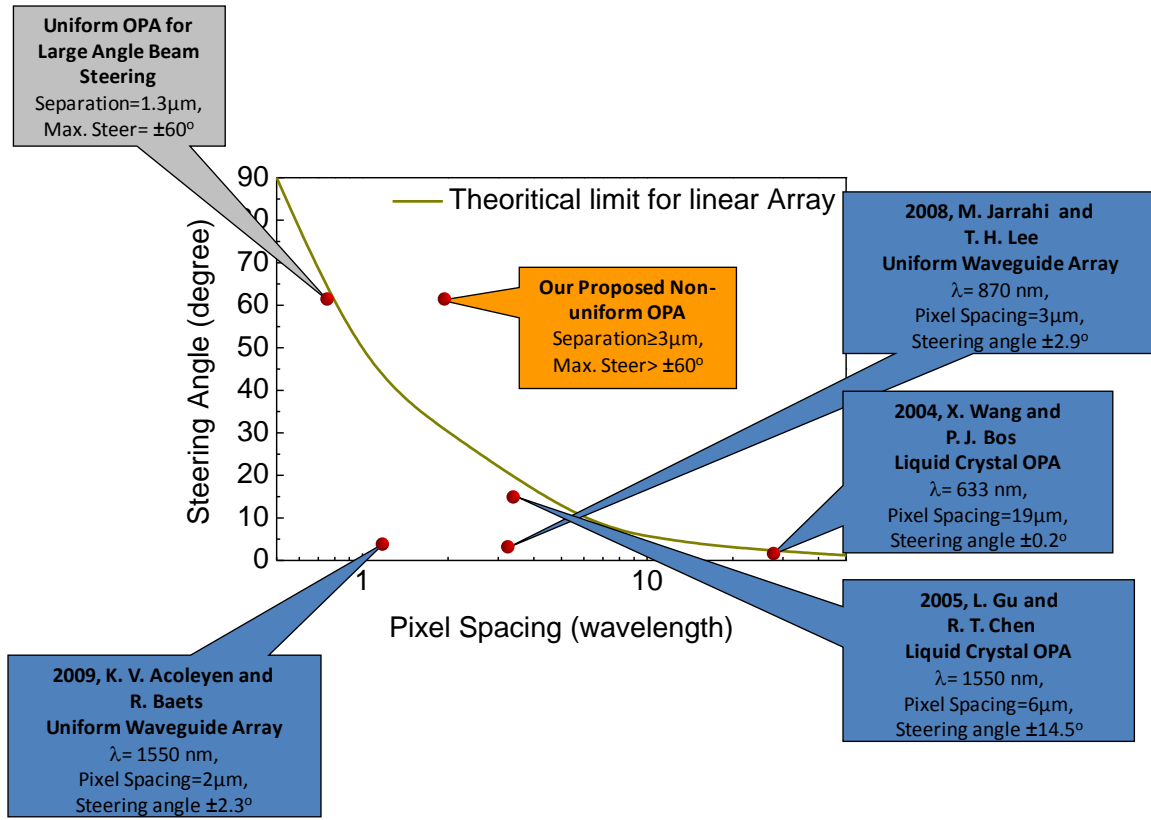 Uniform OPA for
Large Angle Beam
Steering
Separation=1.3µm,
Max. Steer= ±60°
90
80
70
60
50
40
30
20
10
0
Steering Angle (degree)
Theoritical limit for linear Array
Our Proposed Non-
uniform OPA
Separation≥3µm,
Max. Steer> ±60°
1
10
Pixel Spacing (wavelength)
2008, M. Jarrahi and
T. H. Lee
Uniform Waveguide Array
λ= 870 nm,
Pixel Spacing=3µm,
Steering angle ±2.9°
2004, X. Wang and
P. J. Bos
Liquid Crystal OPA
λ= 633 nm,
Pixel Spacing=19µm,
Steering angle ±0.2°
2005, L. Gu and
R. T. Chen
Liquid Crystal OPA
λ= 1550 nm,
Pixel Spacing=6µm,
Steering angle ±14.5°
2009, K. V. Acoleyen and
R. Baets
Uniform Waveguide Array
λ= 1550 nm,
Pixel Spacing=2µm,
Steering angle ±2.3°